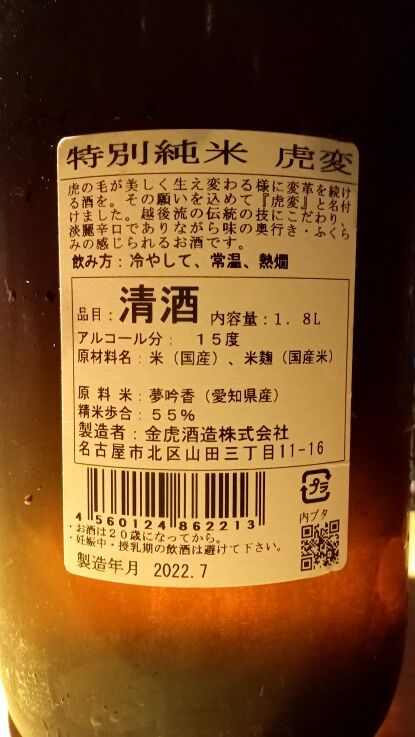 特別純米 虎変
虎の毛が美しく生え変わる様に変革を続け
る酒を。その願いを込めて『虎変』と名付
けました。越後流の伝統の技にこだわり、
淡麗辛口でありながら味の奥行き・ふくら
みの感じられるお酒です。
飲み方：冷やして、常温、熱燗
品目：清酒 内容量：1．8L
アルコール分： １５度
原材料名：米（国産）、米麹（国産米）
原 料 米：夢吟香（愛知県産）
精米歩合：５５％
製造者：金虎酒造株式会社
名古屋市北区山田三丁目11-16
プラ
内ブタ
4 560124 862213
・お酒は２０歳になってから。
・妊娠中・授乳期の飲酒は避けて下さい。
製造年月 2022.7